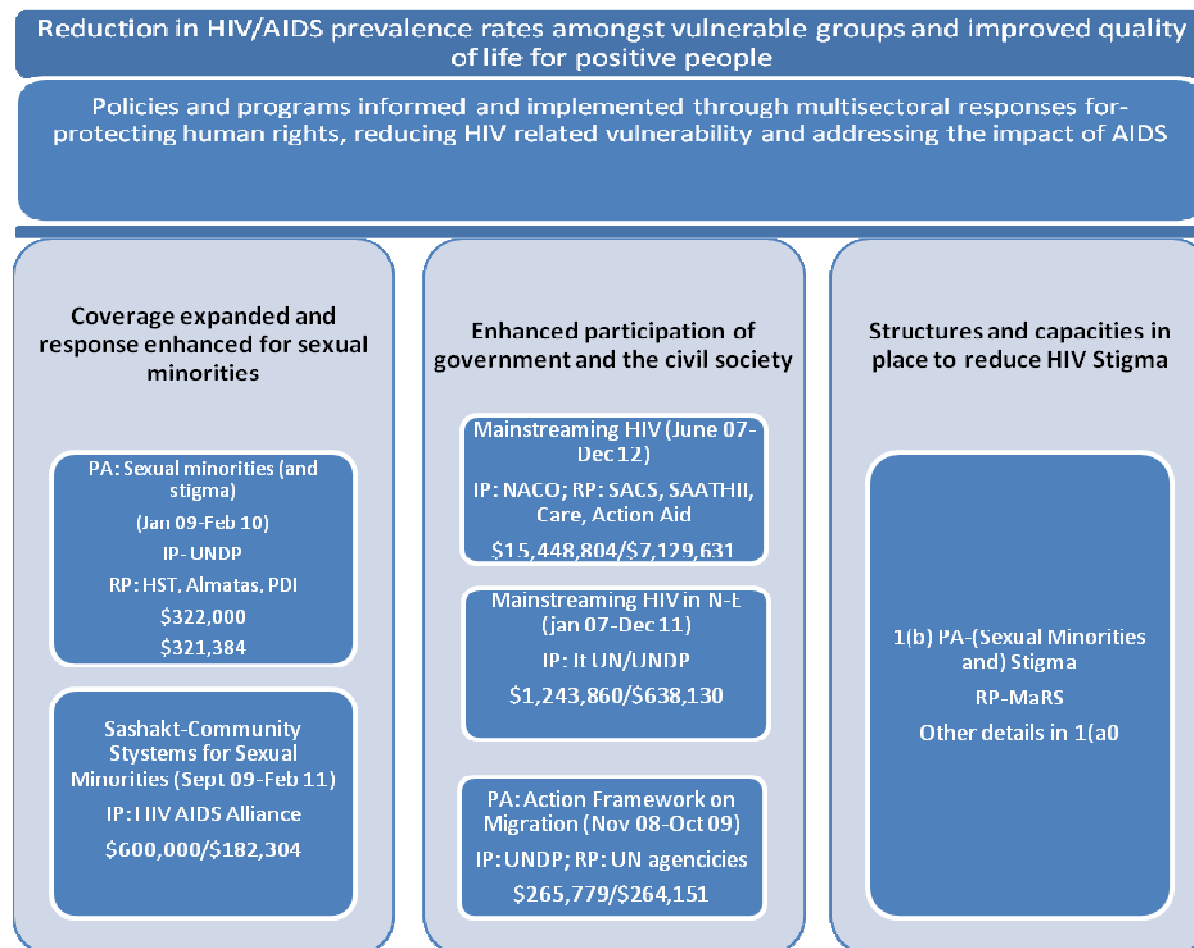 Reduction in HIV/AIDS prevalence rates amongst vulnerable groups and improved quality
of life for positive people
Policies and programs informed and implemented through multisectoral responses for-
protecting human rights, reducing HIV related vulnerability and addressing the impact of AIDS
Coverage expanded and
response enhanced for sexual
minorities
PA: Sexual minorities (and
stigma)
(Jan 09-Feb 10)
IP- UNDP
RP: HST, Almatas, PDI
$322,000
$321,384
Sashakt-Community
Stystems for Sexual
Minorities (Sept 09-Feb 11)
IP: HIV AIDS Alliance
$600,000/$182,304
Enhanced participation of
government and the civil society
Mainstreaming HIV (June 07-
Dec 12)
IP: NACO; RP: SACS, SAATHII,
Care, Action Aid
$15,448,804/$7,129,631
Mainstreaming HIV in N-E
(jan 07-Dec 11)
IP: Jt UN/UNDP
$1,243,860/$638,130
PA: Action Framework on
Migration (Nov 08-Oct 09)
IP: UNDP; RP: UN agencicies
$265,779/$264,151
Structures and capacities in
place to reduce HIV Stigma
1(b) PA-(Sexual Minorities
and) Stigma
RP-MaRS
Other details in 1(a0